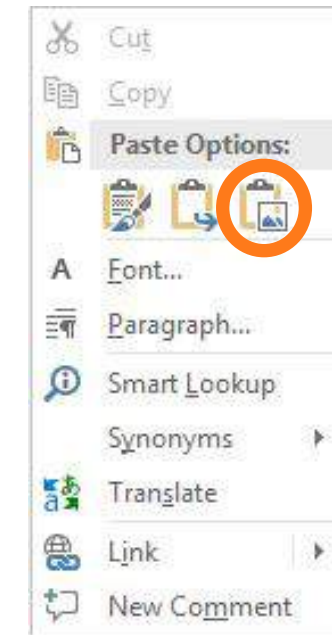 Cut
Copy
Paste Options:
Font...
Paragraph...
Smart Lookup
Synonyms
Translate
Link
New Comment